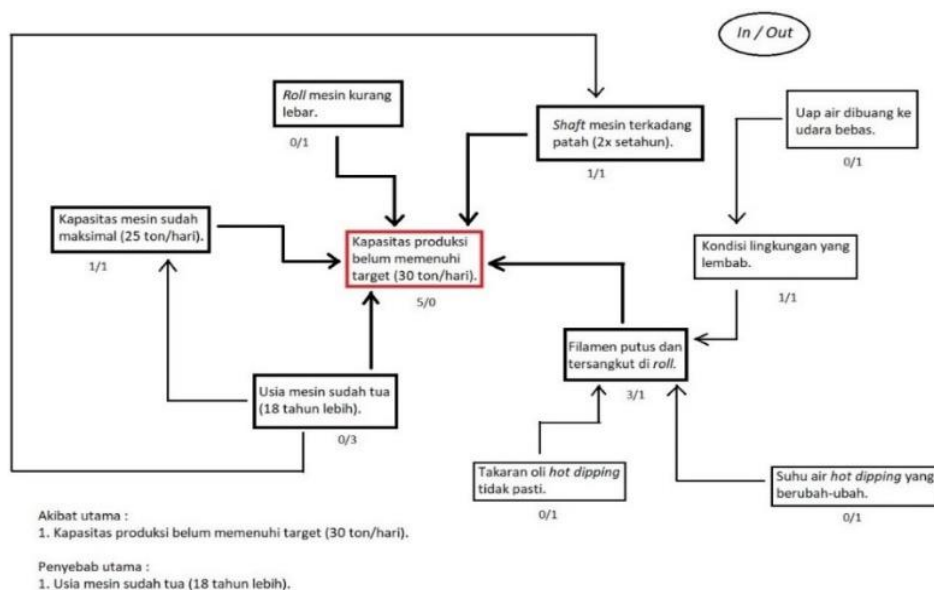 In / Out
Roll mesin kurang
lebar.
0/1
Shaft mesin terkadang
patah (2x setahun).
1/1
Uap air dibuang ke
udara bebas.
0/1
Kapasitas mesin sudah
maksimal (25 ton/hari).
1/1
Kapasitas produksi
belum memenuhi
target (30 ton/hari).
5/0
Kondisi lingkungan yang
lembab.
1/1
Filamen putus dan
tersangkut di roll.
3/1
Usia mesin sudah tua
(18 tahun lebih).
0/3
Takaran oli hot dipping
tidak pasti.
0/1
Suhu air hot dipping yang
berubah-ubah.
0/1
Akibat utama :
1. Kapasitas produksi belum memenuhi target (30 ton/hari).
Penyebab utama :
1. Usia mesin sudah tua (18 tahun lebih).